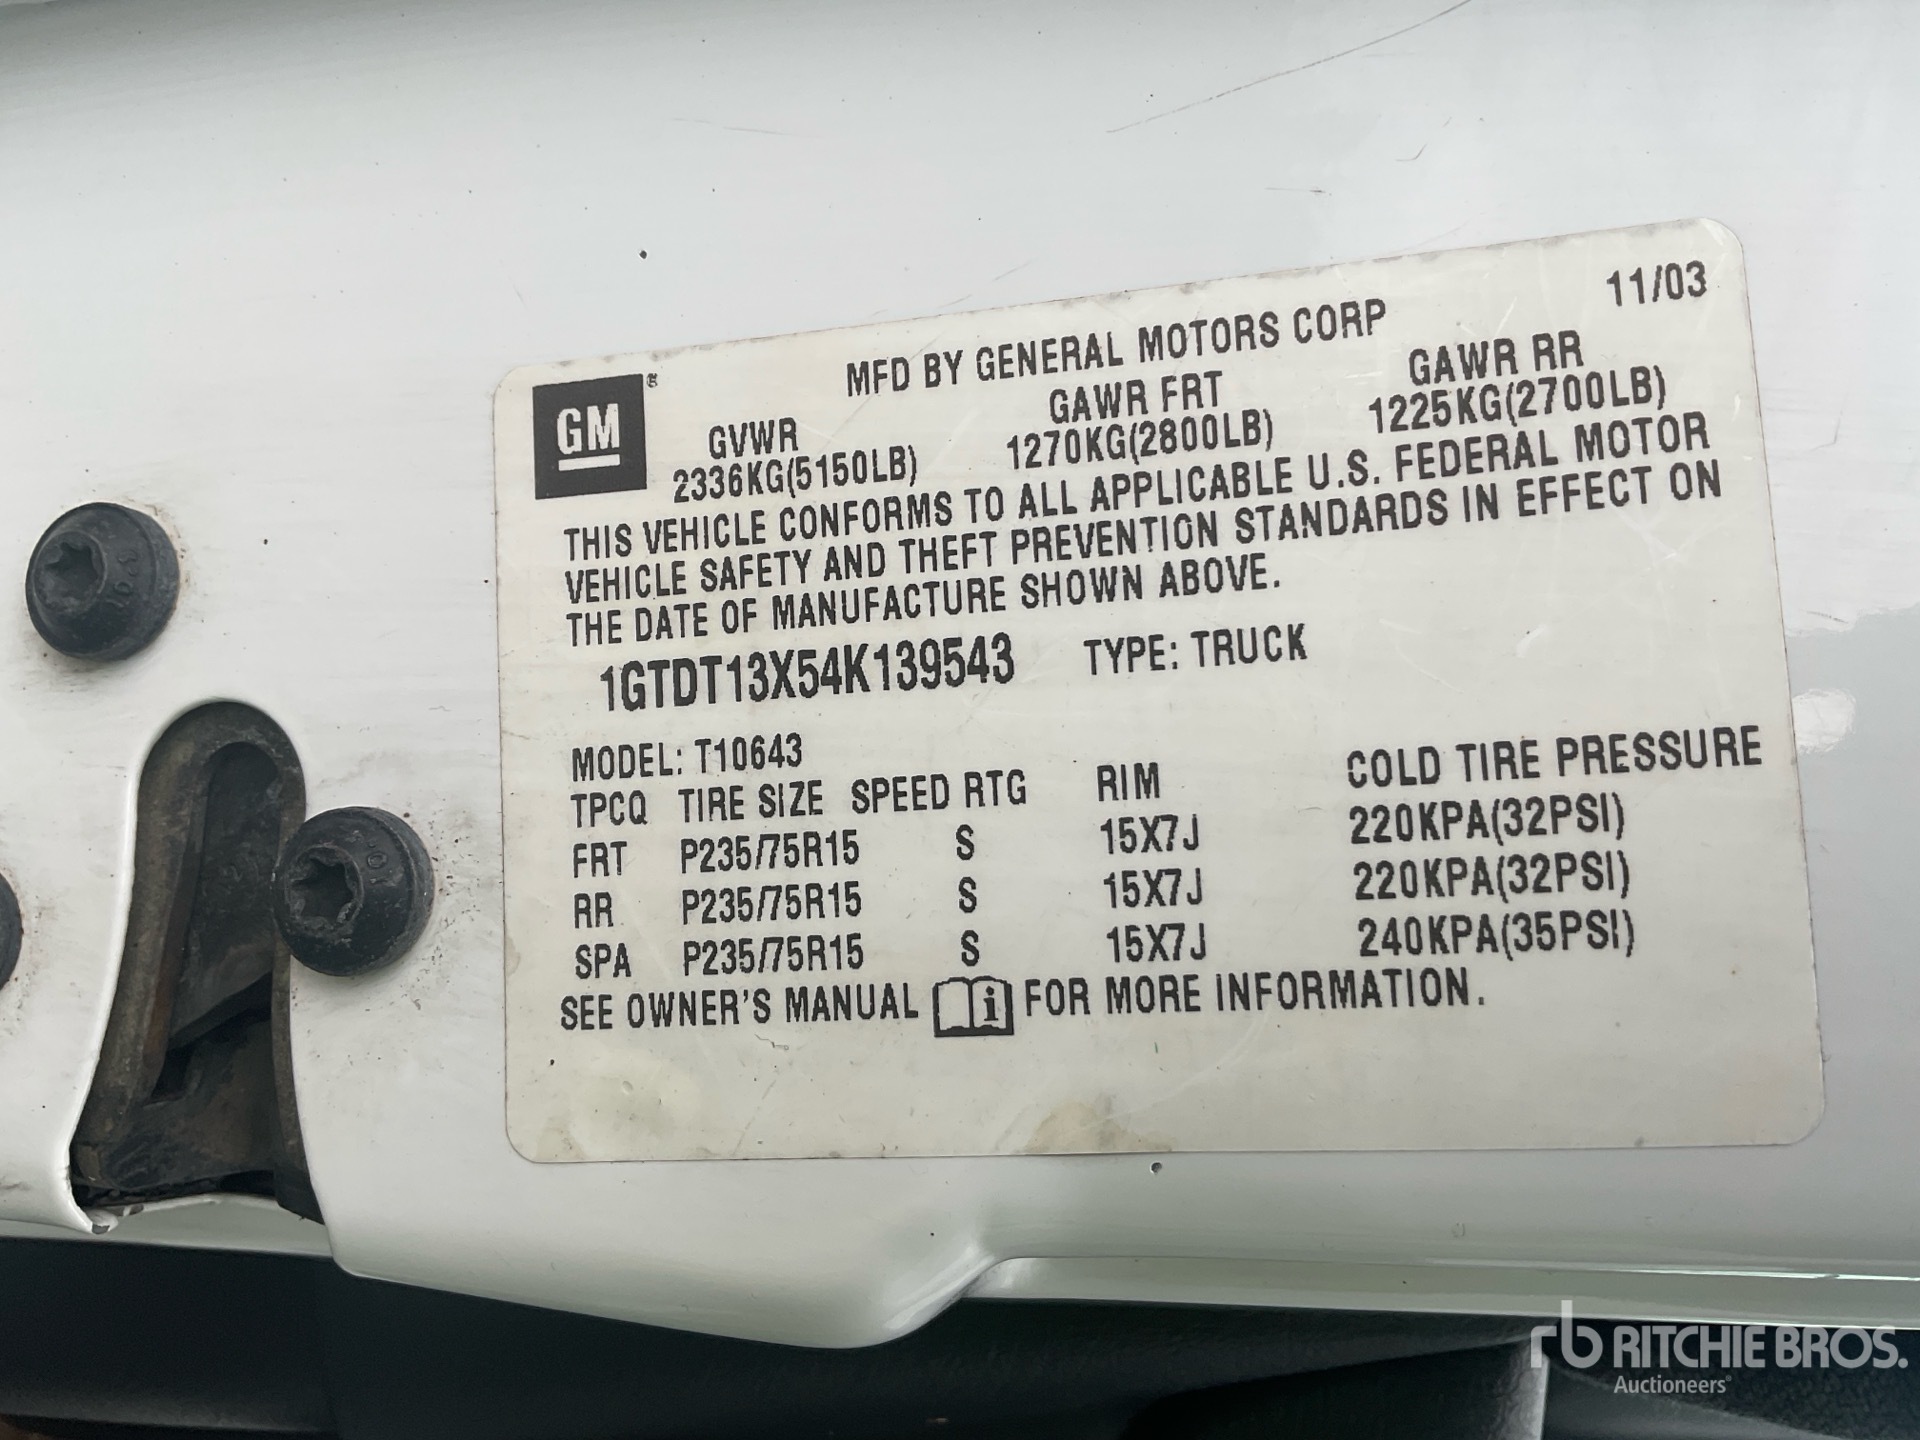 11/03
MFD BY GENERAL MOTORS CORP
GM®
GVWR GAWR FRT GAWR RR
2336KG(5150LB) 1270KG(2800LB) 1225KG(2700LB)
THIS VEHICLE CONFORMS TO ALL APPLICABLE U.S. FEDERAL MOTOR
VEHICLE SAFETY AND THEFT PREVENTION STANDARDS IN EFFECT ON
THE DATE OF MANUFACTURE SHOWN ABOVE.
1GTDT13X54K139543 TYPE: TRUCK
MODEL: T10643
TPCQ TIRE SIZE SPEED RTG RIM COLD TIRE PRESSURE
FRT P235/75R15 S 15X7J 220KPA(32PSI)
RR P235/75R15 S 15X7J 220KPA(32PSI)
SPA P235/75R15 S 15X7J 240KPA(35PSI)
SEE OWNER'S MANUAL i FOR MORE INFORMATION.
rb RITCHIE BROS.
Auctioneers